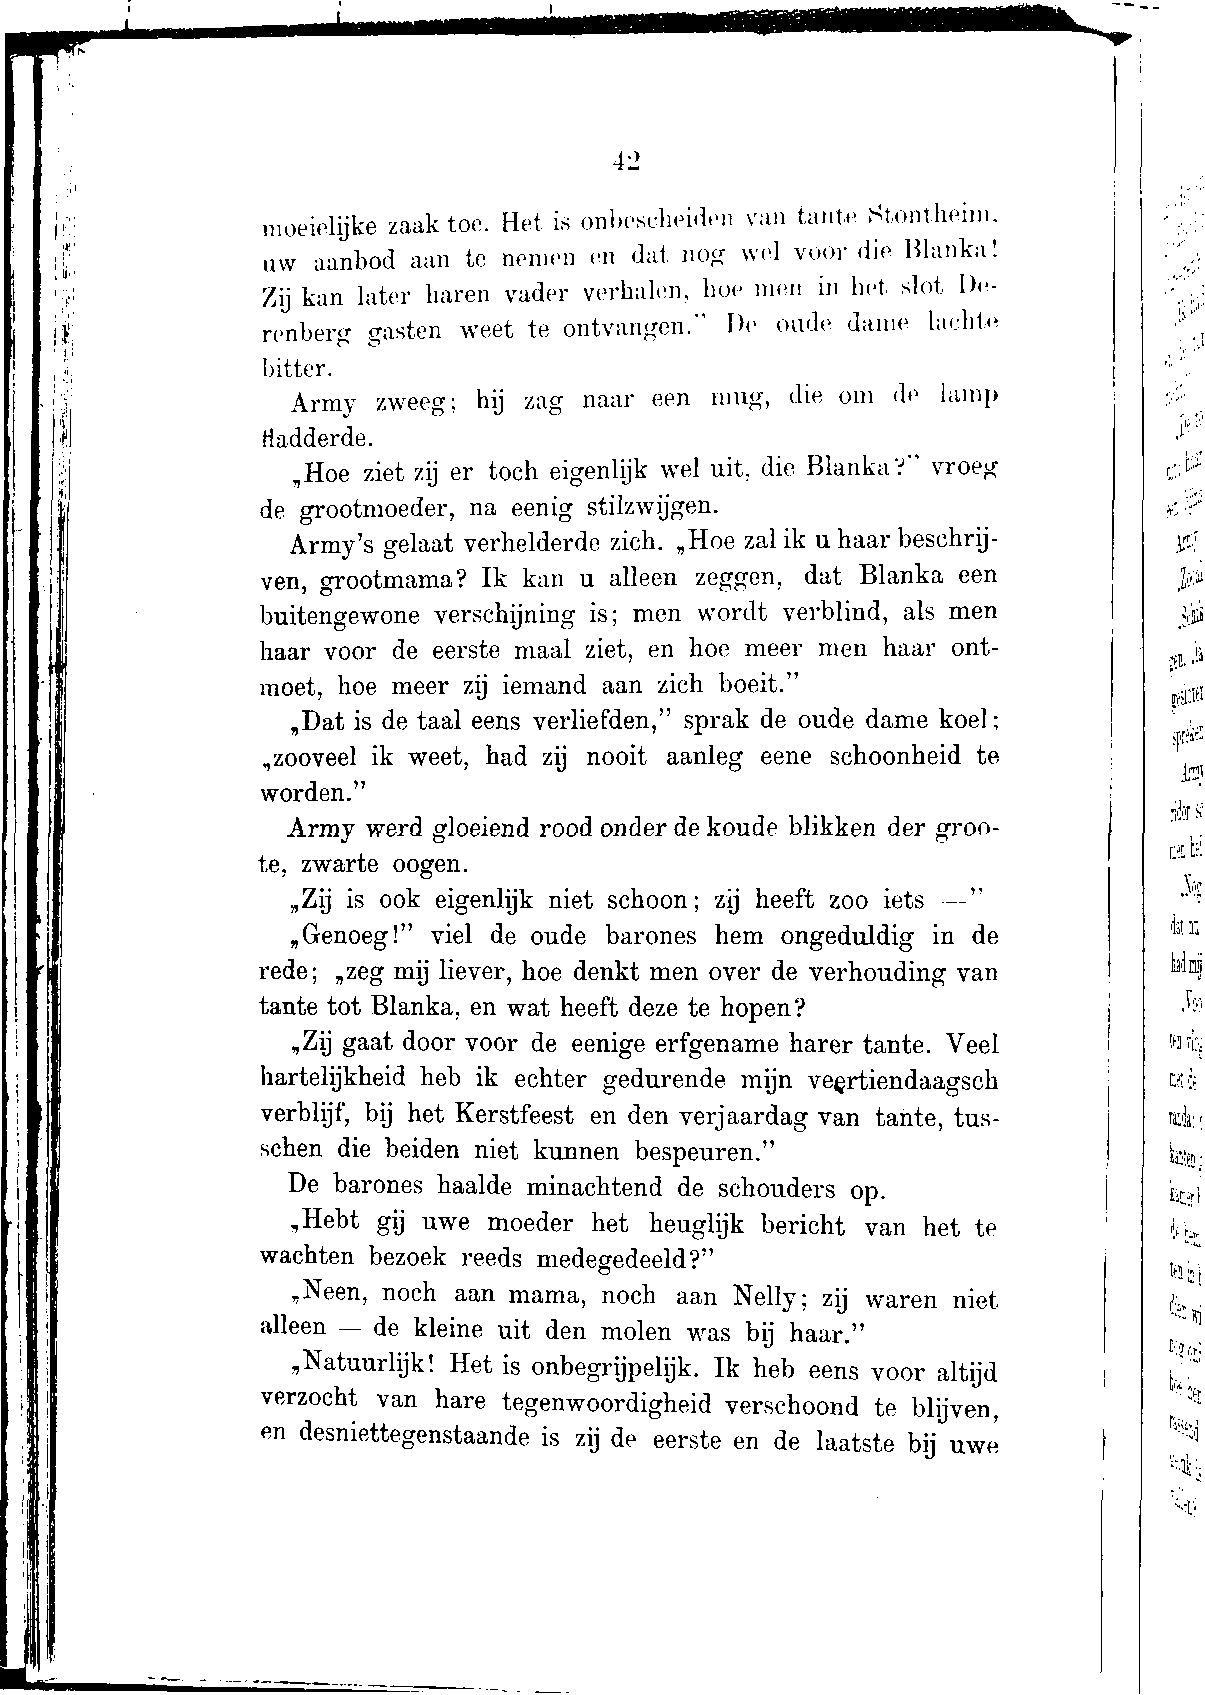 42
moeielijke zaak toe. Het is onbescheiden van tante Stontheim,
uw aanbod aan te nemen en dat nog wel voor die Blanka!
Zij kan later haren vader verhalen, hoe men in het slot De-
renberg gasten weet te ontvangen." De oude dame lachte
bitter.
Army zweeg; hij zag naar een mug, die om de lamp
fladderde.
„Hoe ziet zij er toch eigenlijk wel uit, die Blanka?" vroeg
de grootmoeder, na eenig stilzwijgen.
Army's gelaat verhelderde zich. „Hoe zal ik u haar beschrij-
ven, grootmama? Ik kan u alleen zeggen, dat Blanka een
buitengewone verschijning is; men wordt verblind, als men
haar voor de eerste maal ziet, en hoe meer men haar ont-
moet, hoe meer zij iemand aan zich boeit."
„Dat is de taal eens verliefden," sprak de oude dame koel;
„zooveel ik weet, had zij nooit aanleg eene schoonheid te
worden."
Army werd gloeiend rood onder de koude blikken der groo-
te, zwarte oogen.
„Zij is ook eigenlijk niet schoon; zij heeft zoo iets —"
„Genoeg!" viel de oude barones hem ongeduldig in de
rede; „zeg mij liever, hoe denkt men over de verhouding van
tante tot Blanka, en wat heeft deze te hopen?
„Zij gaat door voor de eenige erfgename harer tante. Veel
hartelijkheid heb ik echter gedurende mijn veertiendaagsch
verblijf, bij het Kerstfeest en den verjaardag van tante, tus-
schen die beiden niet kunnen bespeuren."
De barones haalde minachtend de schouders op.
„Hebt gij uwe moeder het heuglijk bericht van het te
wachten bezoek reeds medegedeeld?"
„Neen, noch aan mama, noch aan Nelly; zij waren niet
alleen — de kleine uit den molen was bij haar."
„Natuurlijk! Het is onbegrijpelijk. Ik heb eens voor altijd
verzocht van hare tegenwoordigheid verschoond te blijven,
en desniettegenstaande is zij de eerste en de laatste bij uwe